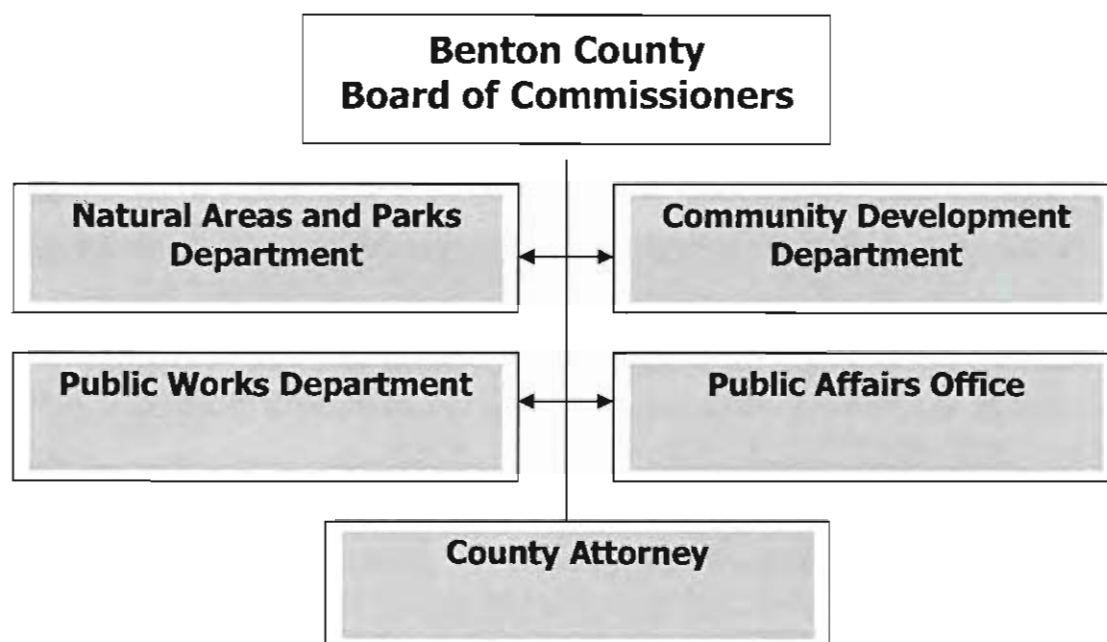 Benton County
Board of Commissioners
Natural Areas and Parks
Department
Community Development
Department
Public Works Department
Public Affairs Office
County Attorney